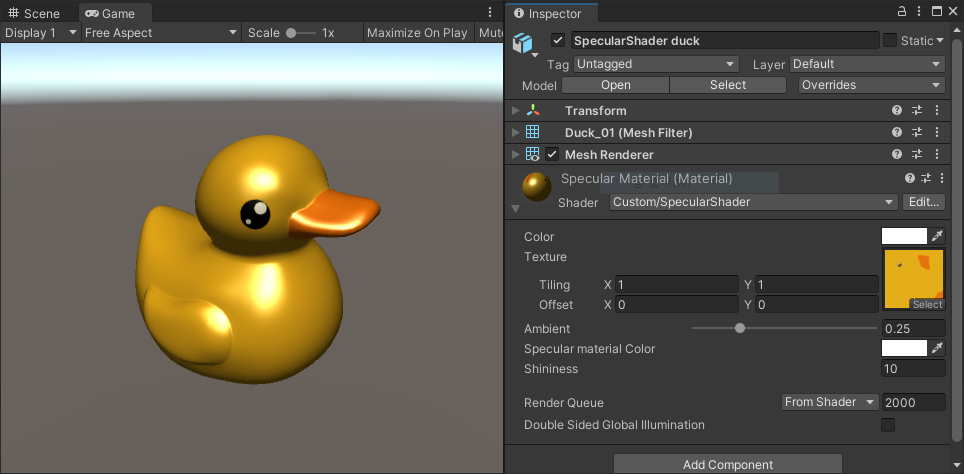 Scene Game
Display 1 Free Aspect Scale 1x Maximize On Play Mute
Inspector
SpecularShader duck Static
Tag Untagged Layer Default
Model Open Select Overrides
Transform
Duck_01 (Mesh Filter)
Mesh Renderer
Specular Material (Material)
Shader Custom/SpecularShader Edit...
Color
Texture
Tiling X 1 Y 1
Offset X 0 Y 0
Select
Ambient 0.25
Specular material Color
Shininess 10
Render Queue From Shader 2000
Double Sided Global Illumination
Add Component